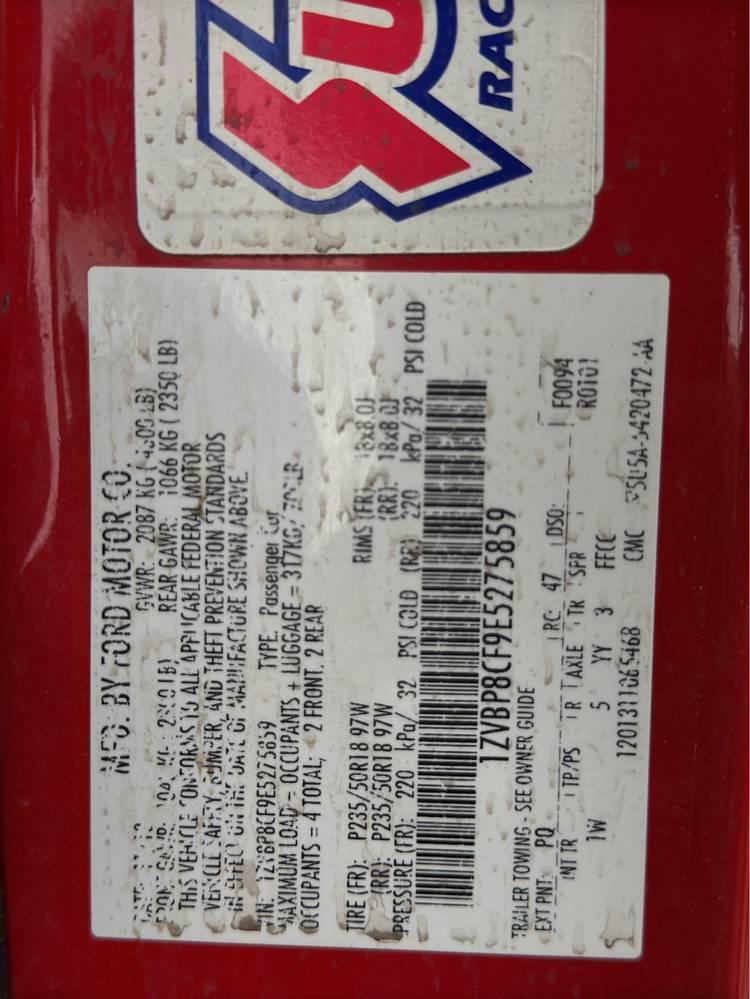 RAC
MFD. BY FORD MOTOR CO.
GVWR: 2087 KG
REAR GAWR: 1066 KG ( 2350 LB)
THIS VEHICLE CONFORMS TO ALL APPLICABLE FEDERAL MOTOR
VEHICLE SAFETY, BUMPER, AND THEFT PREVENTION STANDARDS
IN EFFECT ON THE DATE OF MANUFACTURE SHOWN ABOVE
VIN: 1ZVBP8CF9E5275859 TYPE: Passenger Car
MAXIMUM LOAD = OCCUPANTS + LUGGAGE = 317KG/ 700LB
OCCUPANTS = 4 TOTAL; 2 FRONT, 2 REAR
TIRE (FR): P235/50R18 97W RIMS (FR): 18x8.0J
(RR): P235/50R18 97W (RR): 18x8.0J
PRESSURE (FR): 220 kPa/ 32 PSI COLD (RR): 220 kPa/ 32 PSI COLD
1ZVBP8CF9E5275859
TRAILER TOWING - SEE OWNER GUIDE
EXT PNT: PQ RC: 47 DSO: F0094
INT TR TP/PS R AXLE TR SPR R0101
1W 5 YY 3 FFCC
CMC